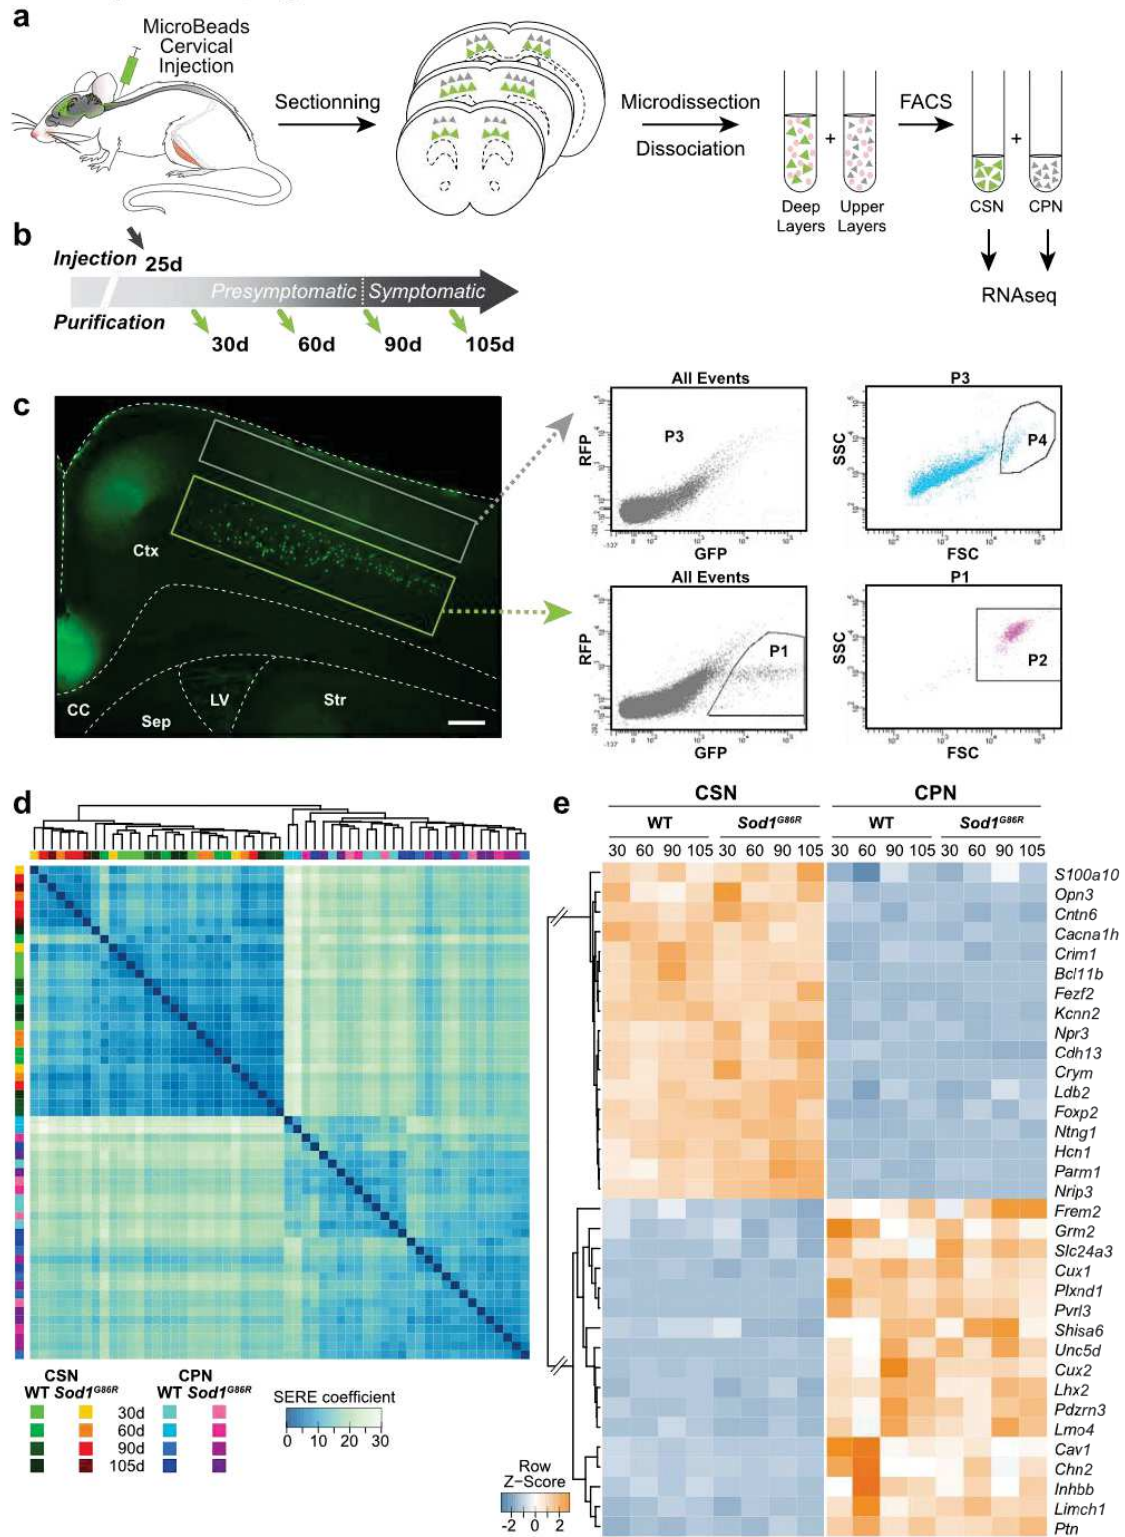 a
MicroBeads
Cervical
Injection
Sectionning
Microdissection
Dissociation
FACS
+
+
Deep
Layers
Upper
Layers
CSN
CPN
RNAseq
b
Injection
25d
Presymptomatic
Symptomatic
Purification
30d
60d
90d
105d
c
Ctx
CC
Sep
LV
Str
All Events
RFP
P3
GFP
P3
SSC
P4
FSC
All Events
RFP
P1
GFP
P1
SSC
P2
FSC
d
CSN
CPN
WT Sod1G86R
WT Sod1G86R
30d
60d
90d
105d
SERE coefficient
0 10 20 30
e
CSN
CPN
WT
Sod1G86R
WT
Sod1G86R
30 60 90 105 30 60 90 105 30 60 90 105 30 60 90 105
S100a10
Opn3
Cntn6
Cacna1h
Crim1
Bcl11b
Fezf2
Kcnn2
Npr3
Cdh13
Crym
Ldb2
Foxp2
Ntng1
Hcn1
Parm1
Nrip3
Frem2
Grm2
Slc24a3
Cux1
Plxnd1
Pvrl3
Shisa6
Unc5d
Cux2
Lhx2
Pdzrn3
Lmo4
Cav1
Chn2
Inhbb
Limch1
Ptn
Row
Z-Score
-2 0 2